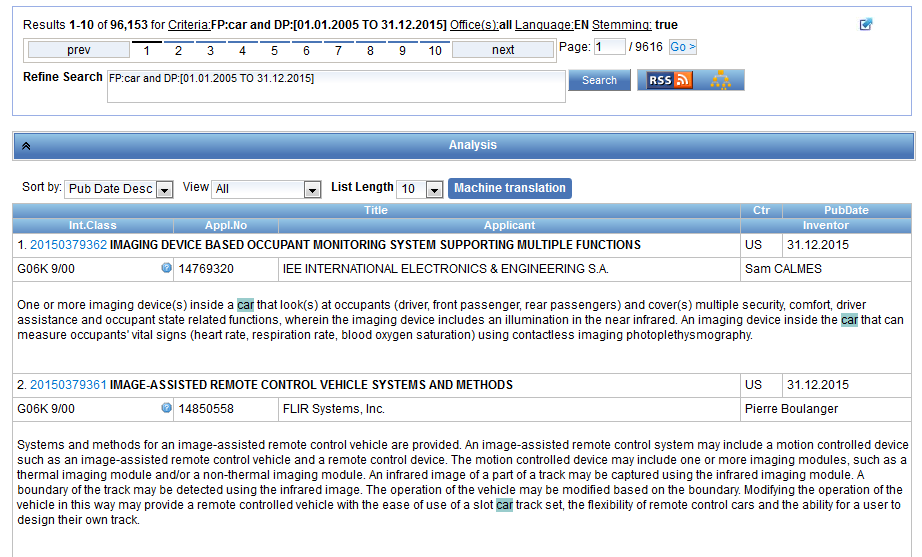 Results 1-10 of 96,153 for Criteria:FP:car and DP:[01.01.2005 TO 31.12.2015] Office(s):all Language:EN Stemming: true
prev 1 2 3 4 5 6 7 8 9 10 next Page: 1 / 9616 Go >
Refine Search FP:car and DP:[01.01.2005 TO 31.12.2015] Search RSS
Analysis
Sort by: Pub Date Desc View All List Length 10 Machine translation
Title Ctr PubDate
Int.Class Appl.No Applicant Inventor
1. 20150379362 IMAGING DEVICE BASED OCCUPANT MONITORING SYSTEM SUPPORTING MULTIPLE FUNCTIONS US 31.12.2015
G06K 9/00 ? 14769320 IEE INTERNATIONAL ELECTRONICS & ENGINEERING S.A. Sam CALMES
One or more imaging device(s) inside a car that look(s) at occupants (driver, front passenger, rear passengers) and cover(s) multiple security, comfort, driver
assistance and occupant state related functions, wherein the imaging device includes an illumination in the near infrared. An imaging device inside the car that can
measure occupants' vital signs (heart rate, respiration rate, blood oxygen saturation) using contactless imaging photoplethysmography.
2. 20150379361 IMAGE-ASSISTED REMOTE CONTROL VEHICLE SYSTEMS AND METHODS US 31.12.2015
G06K 9/00 ? 14850558 FLIR Systems, Inc. Pierre Boulanger
Systems and methods for an image-assisted remote control vehicle are provided. An image-assisted remote control system may include a motion controlled device
such as an image-assisted remote control vehicle and a remote control device. The motion controlled device may include one or more imaging modules, such as a
thermal imaging module and/or a non-thermal imaging module. An infrared image of a part of a track may be captured using the infrared imaging module. A
boundary of the track may be detected using the infrared image. The operation of the vehicle may be modified based on the boundary. Modifying the operation of the
vehicle in this way may provide a remote controlled vehicle with the ease of use of a slot car track set, the flexibility of remote control cars and the ability for a user to
design their own track.